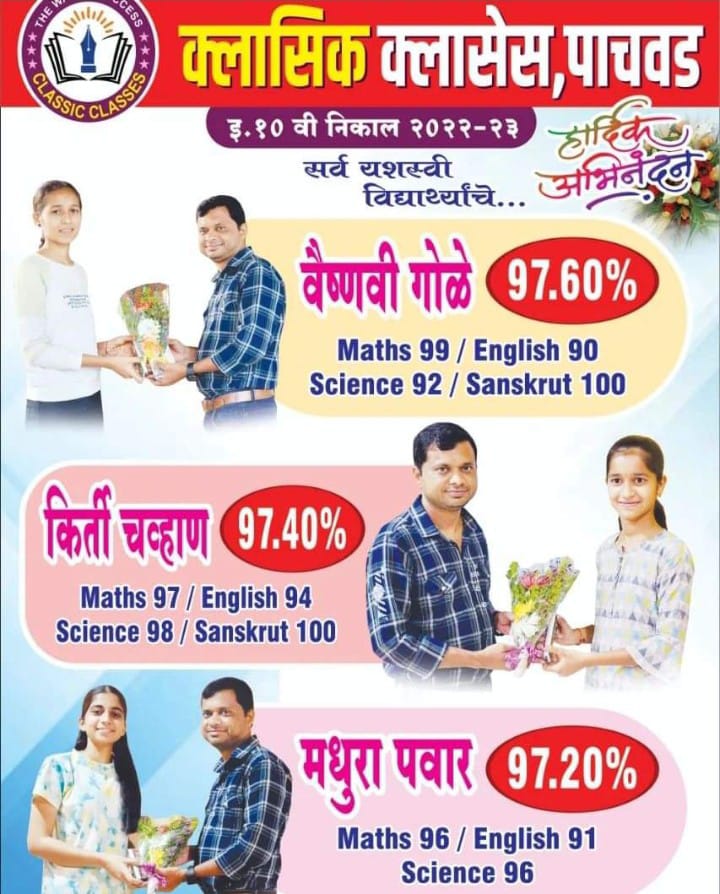 CLASSIC CLASSES
क्लासिक क्लासेस,पाचवड
इ.१० वी निकाल २०२२-२३
हार्दिक
अभिनंदन
सर्व यशस्वी
विद्यार्थ्यांचे...
वैष्णवी गोळे 97.60%
Maths 99 / English 90
Science 92 / Sanskrut 100
किर्ती चव्हाण 97.40%
Maths 97 / English 94
Science 98 / Sanskrut 100
मधुरा पवार 97.20%
Maths 96 / English 91
Science 96